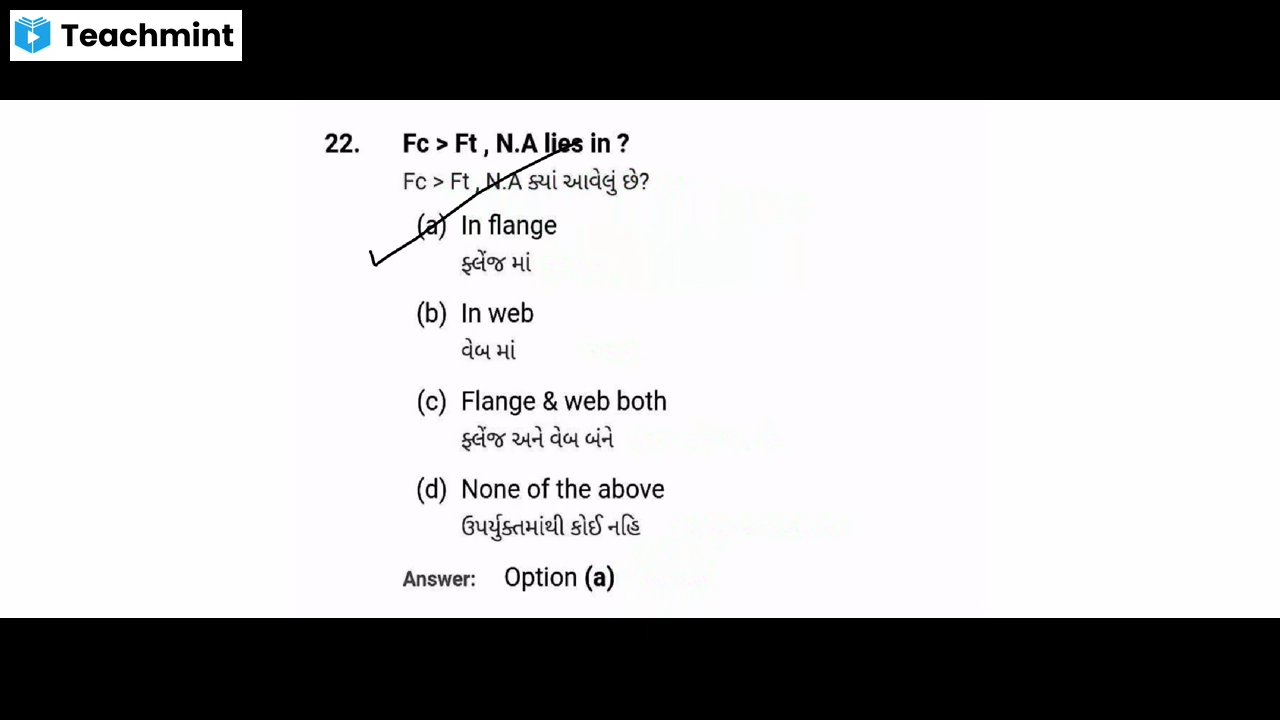 Teachmint
22. Fc > Ft , N.A lies in ?
Fc > Ft , N.A ક્યાં આવેલું છે?
(a) In flange
ફ્લેંજ માં
(b) In web
વેબ માં
(c) Flange & web both
ફ્લેંજ અને વેબ બંને
(d) None of the above
ઉપર્યુક્તમાંથી કોઈ નહિ
Answer: Option (a)